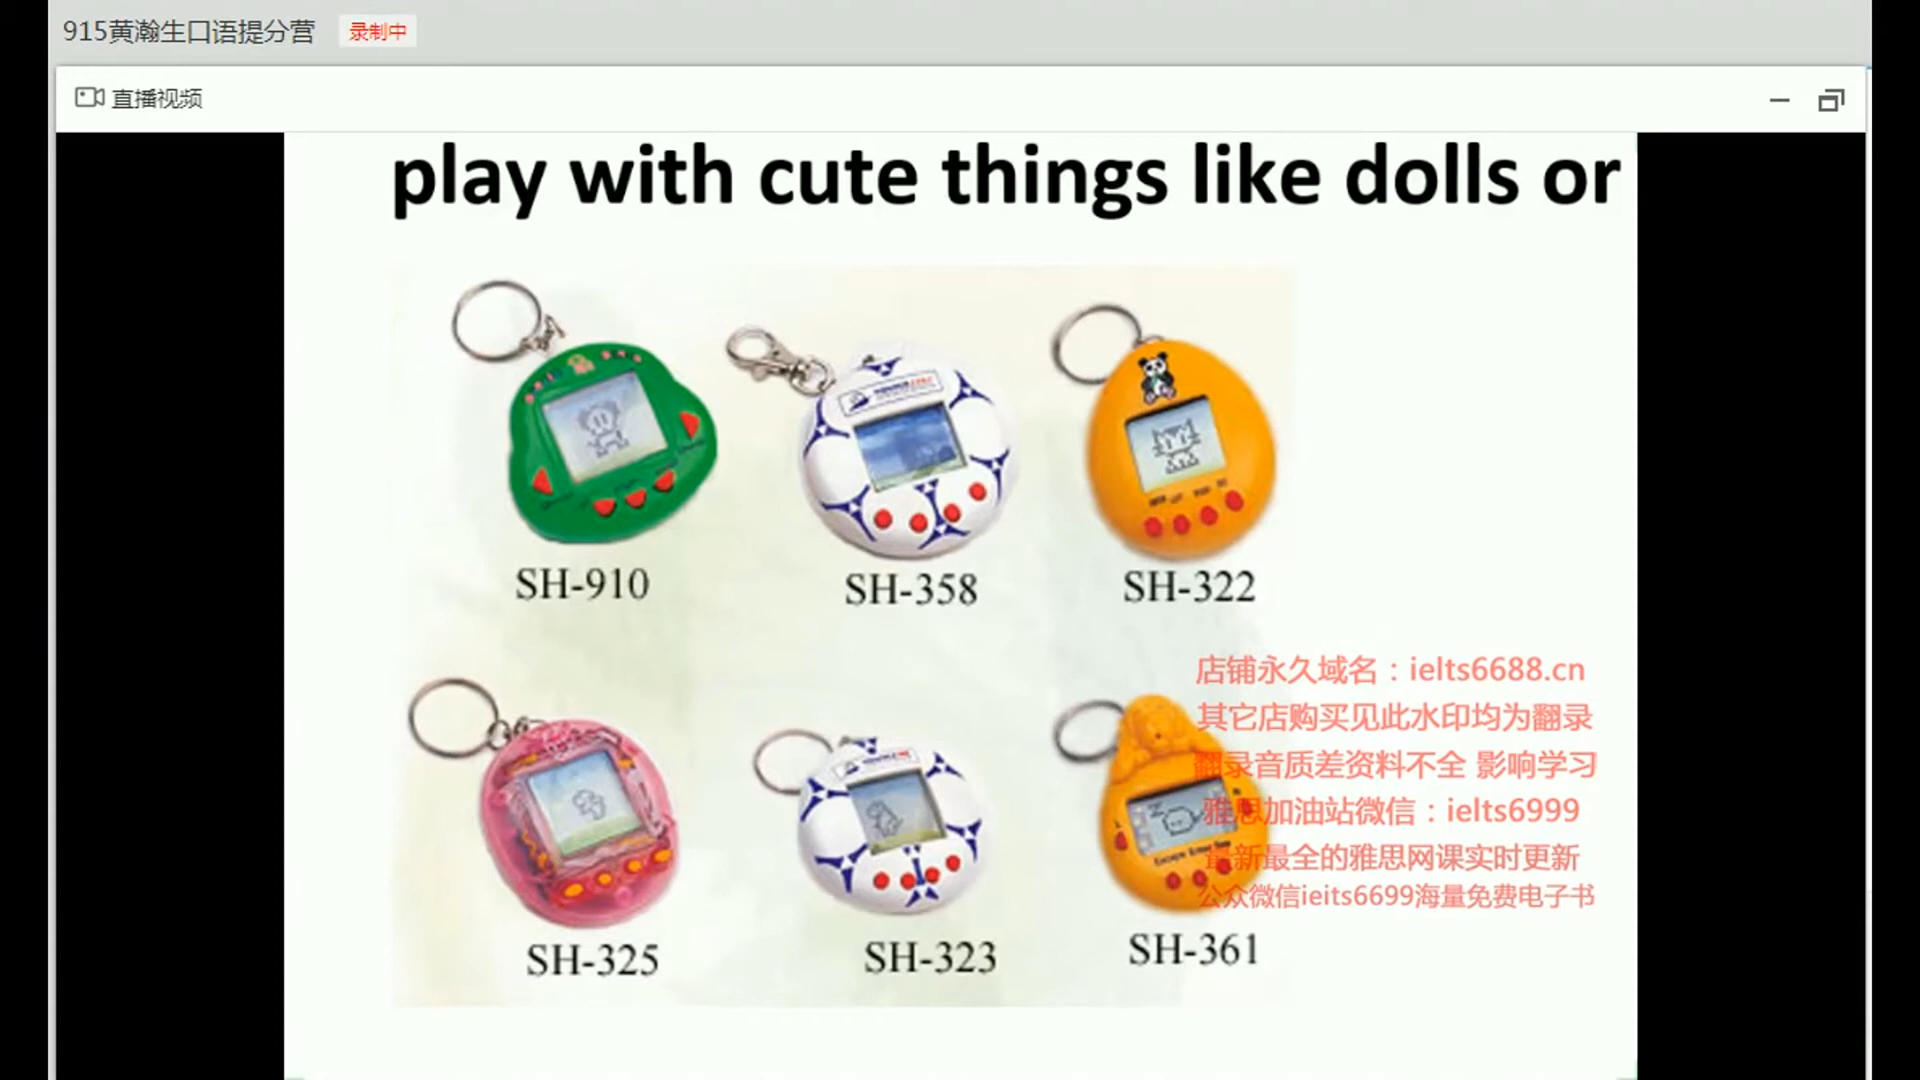 915黄瀚生口语提分营 录制中
直播视频
play with cute things like dolls or
SH-910 SH-358 SH-322
店铺永久域名：ielts6688.cn
其它店购买见此水印均为翻录
翻录音质差资料不全 影响学习
雅思加油站微信：ielts6999
最新最全的雅思网课实时更新
公众微信ieits6699海量免费电子书
SH-325 SH-323 SH-361